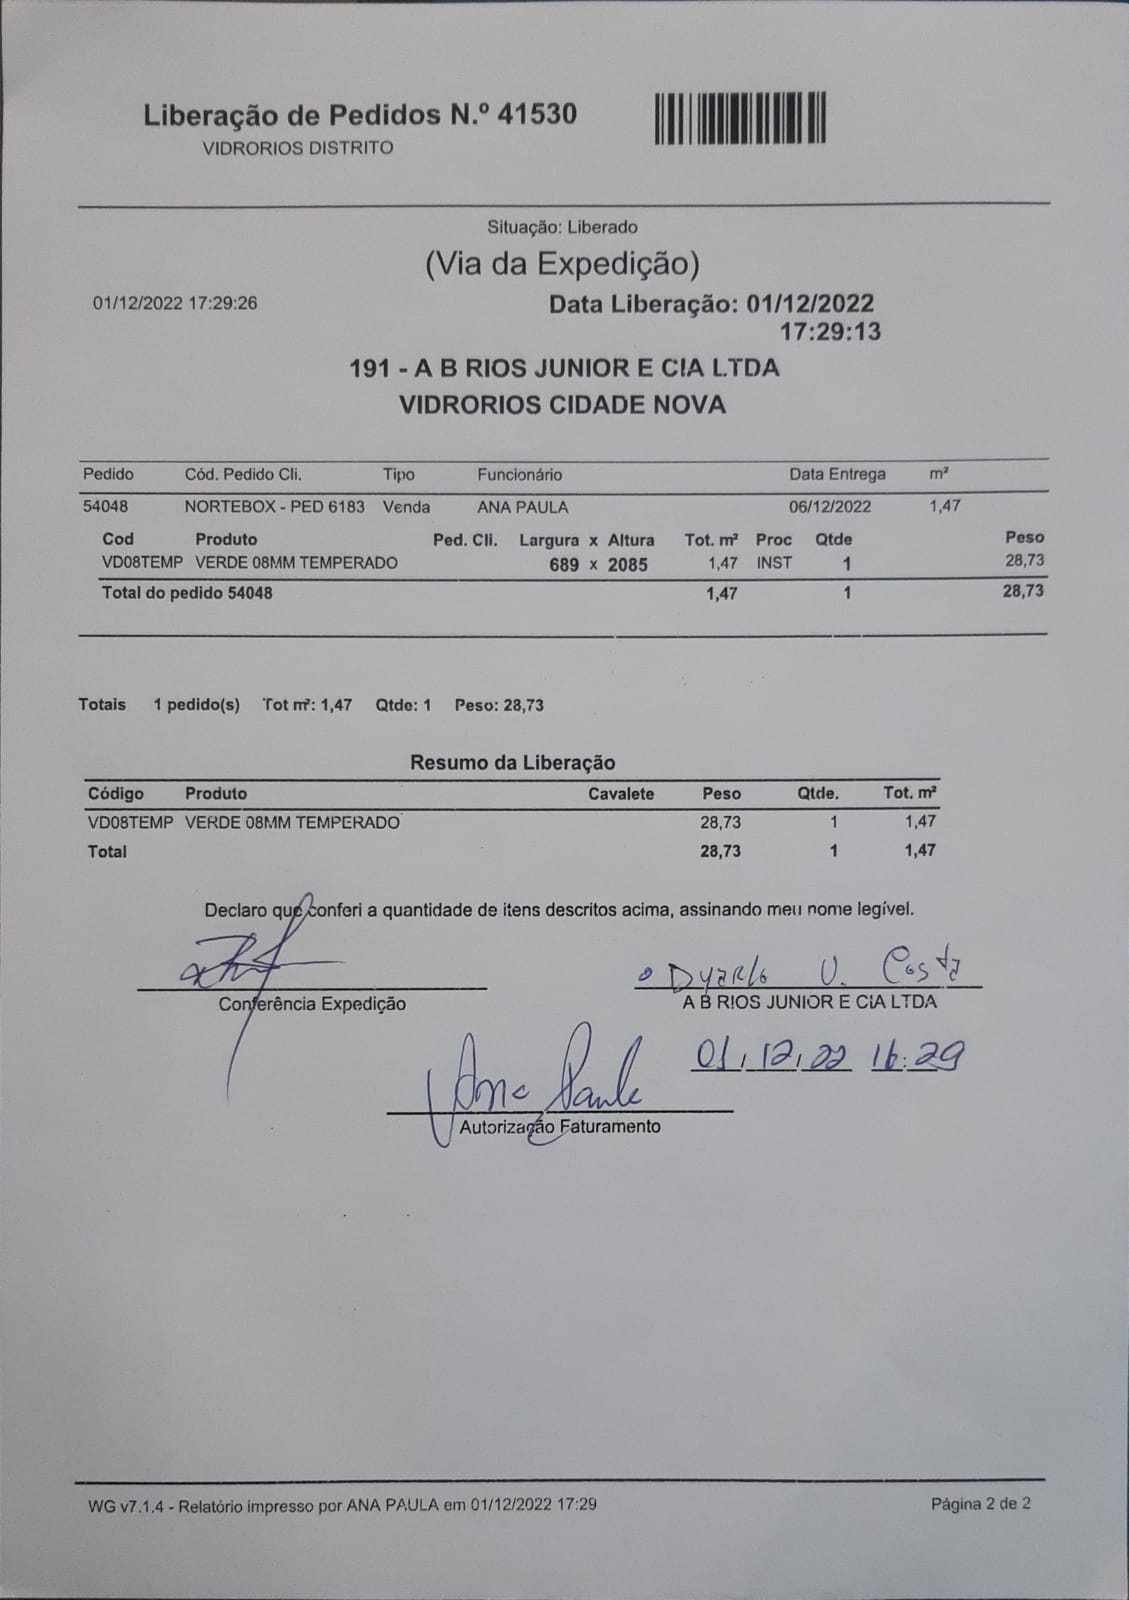 Liberação de Pedidos N.º 41530
VIDRORIOS DISTRITO
Situação: Liberado
(Via da Expedição)
01/12/2022 17:29:26
Data Liberação: 01/12/2022
17:29:13
191 - A B RIOS JUNIOR E CIA LTDA
VIDRORIOS CIDADE NOVA
Pedido Cód. Pedido Cli. Tipo Funcionário Data Entrega m²
54048 NORTEBOX - PED 6183 Venda ANA PAULA 06/12/2022 1,47
Cod Produto Ped. Cli. Largura x Altura Tot. m² Proc Qtde Peso
VD08TEMP VERDE 08MM TEMPERADO 689 x 2085 1,47 INST 1 28,73
Total do pedido 54048 1,47 1 28,73
Totais 1 pedido(s) Tot m²: 1,47 Qtde: 1 Peso: 28,73
Resumo da Liberação
Código Produto Cavalete Peso Qtde. Tot. m²
VD08TEMP VERDE 08MM TEMPERADO 28,73 1 1,47
Total 28,73 1 1,47
Declaro que conferi a quantidade de itens descritos acima, assinando meu nome legível.
V. Costa
Conferência Expedição A B RIOS JUNIOR E CIA LTDA
01/12/22 16:29
Ana Paula
Autorização Faturamento
WG v7.1.4 - Relatório impresso por ANA PAULA em 01/12/2022 17:29 Página 2 de 2